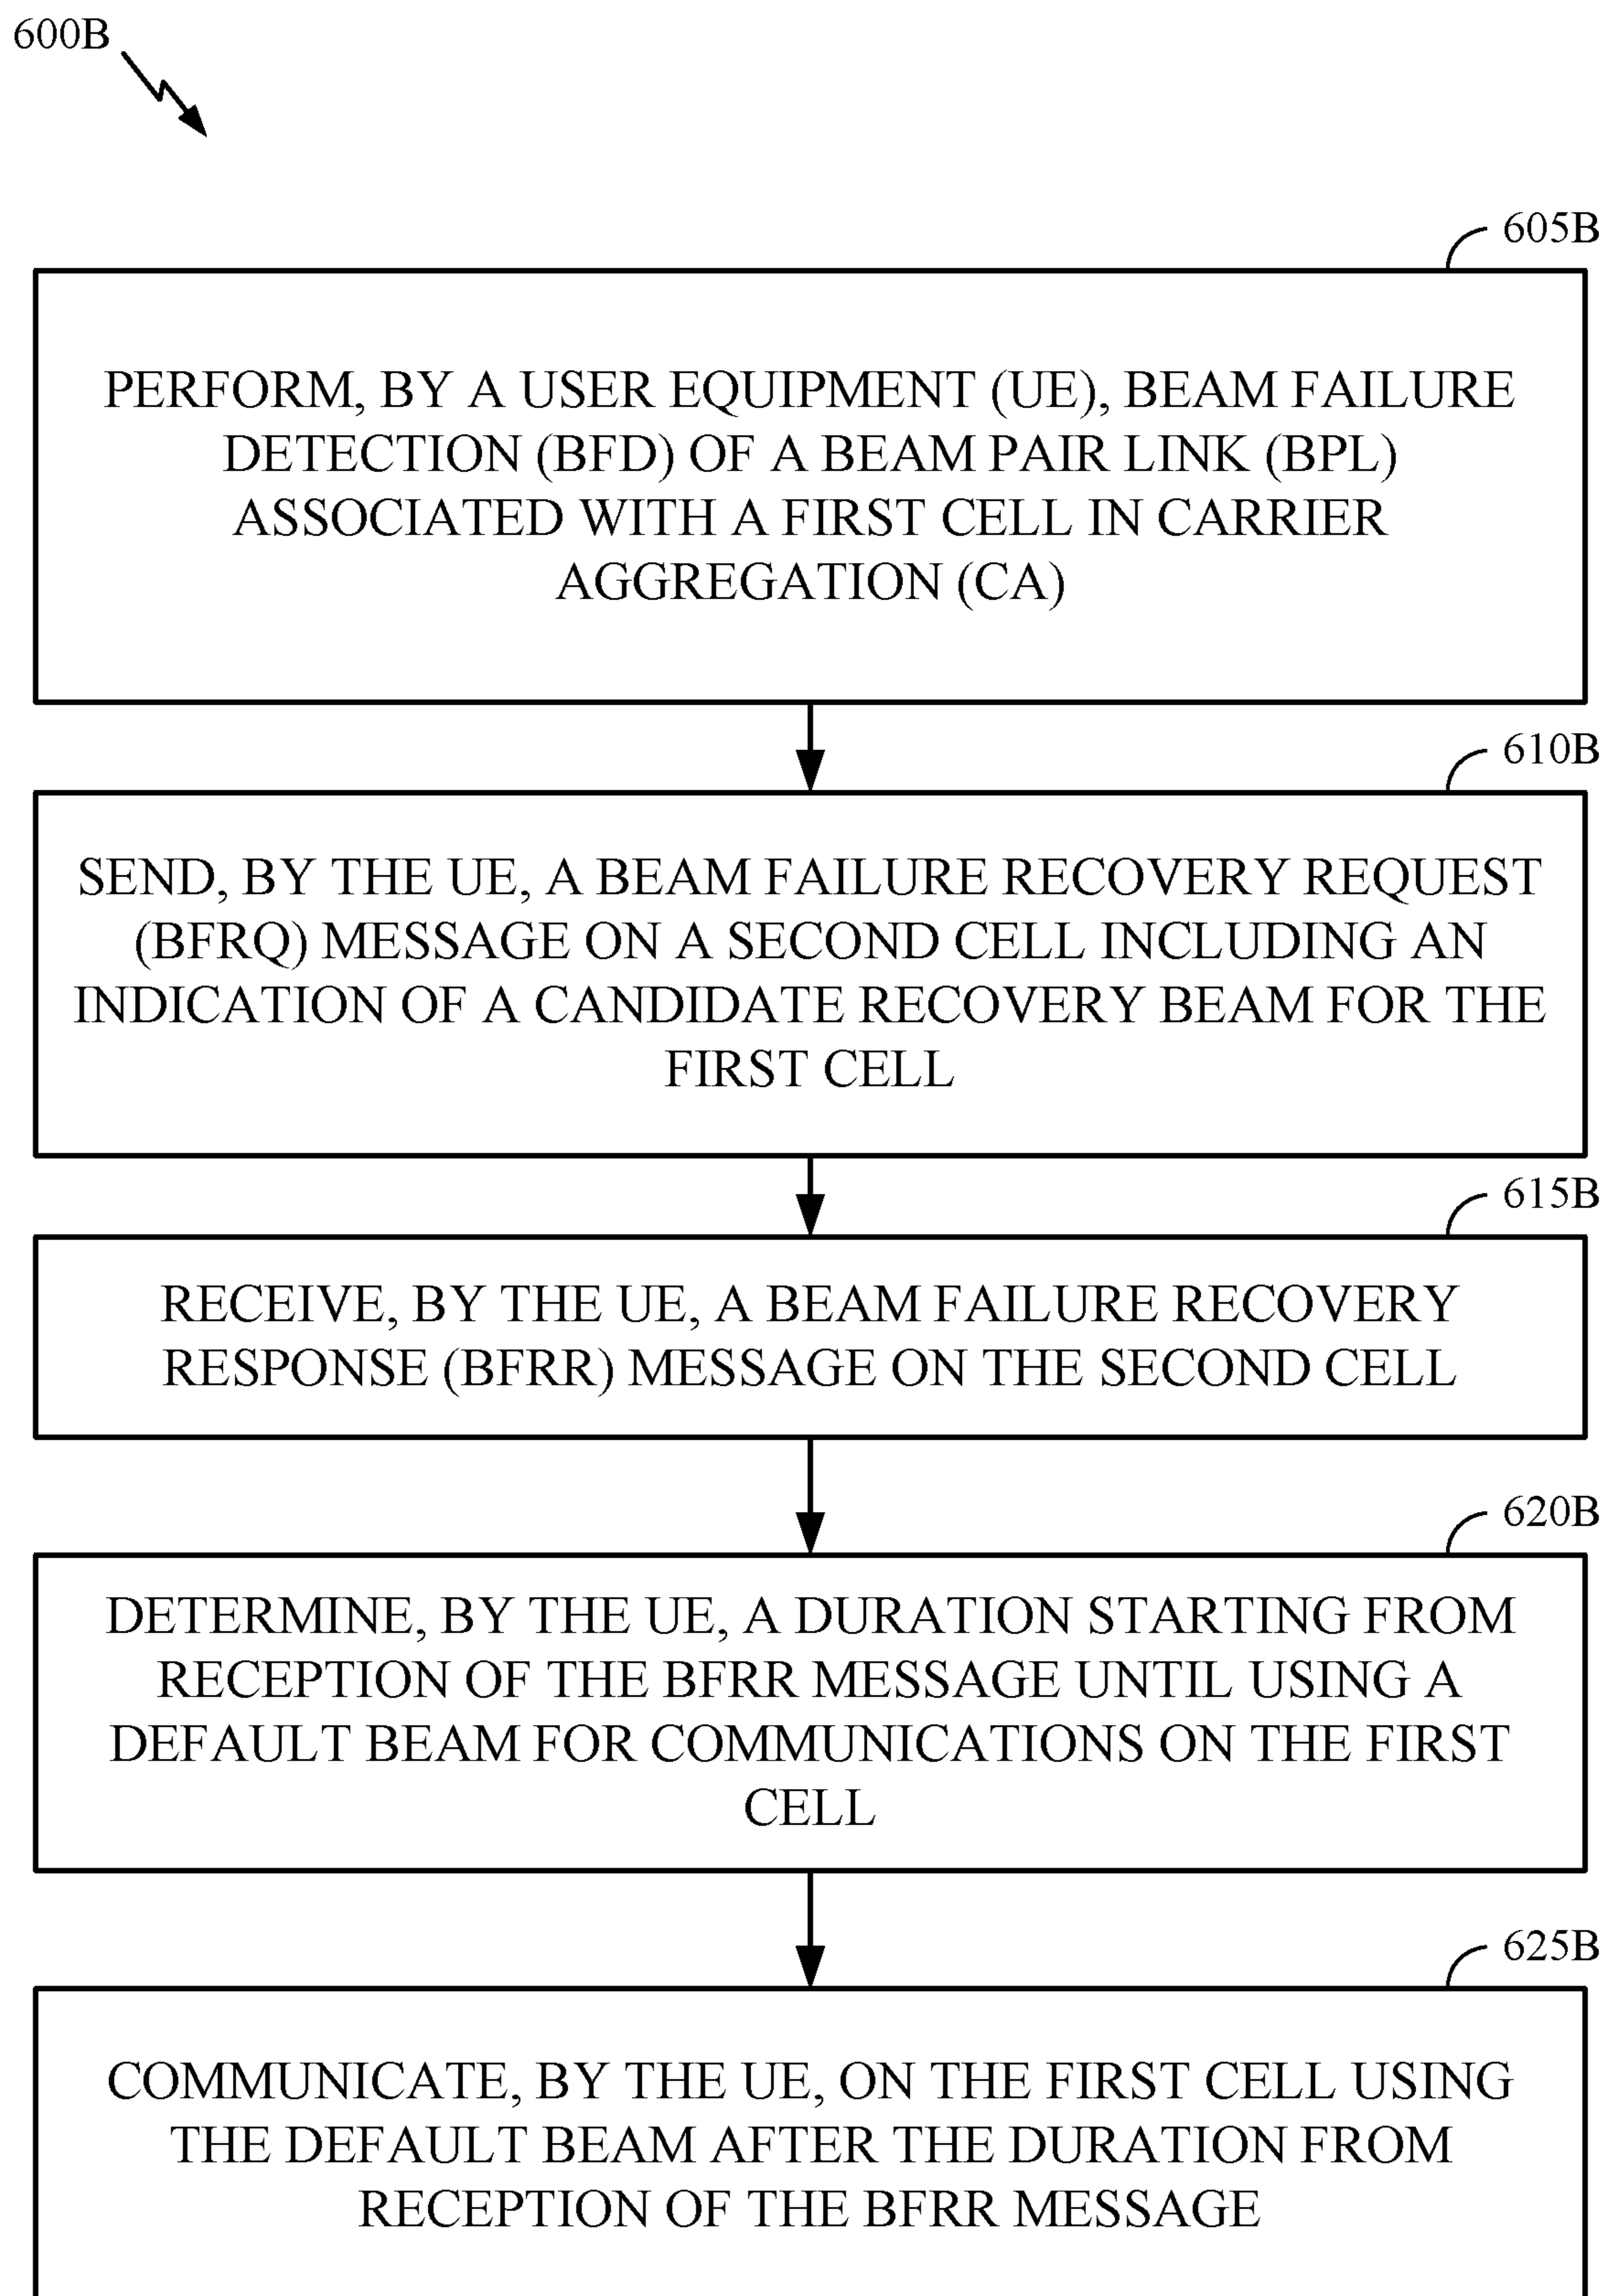 600B
605B
PERFORM, BY A USER EQUIPMENT (UE), BEAM FAILURE
DETECTION (BFD) OF A BEAM PAIR LINK (BPL)
ASSOCIATED WITH A FIRST CELL IN CARRIER
AGGREGATION (CA)
610B
SEND, BY THE UE, A BEAM FAILURE RECOVERY REQUEST
(BFRQ) MESSAGE ON A SECOND CELL INCLUDING AN
INDICATION OF A CANDIDATE RECOVERY BEAM FOR THE
FIRST CELL
615B
RECEIVE, BY THE UE, A BEAM FAILURE RECOVERY
RESPONSE (BFRR) MESSAGE ON THE SECOND CELL
620B
DETERMINE, BY THE UE, A DURATION STARTING FROM
RECEPTION OF THE BFRR MESSAGE UNTIL USING A
DEFAULT BEAM FOR COMMUNICATIONS ON THE FIRST
CELL
625B
COMMUNICATE, BY THE UE, ON THE FIRST CELL USING
THE DEFAULT BEAM AFTER THE DURATION FROM
RECEPTION OF THE BFRR MESSAGE